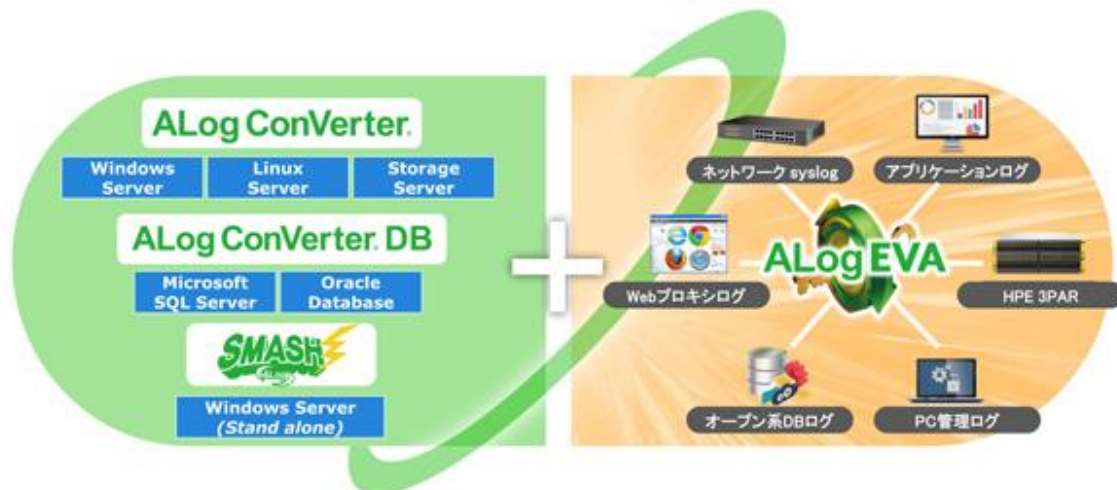 ALog ConVerter®
Windows Server
Linux Server
Storage Server
ALog ConVerter® DB
Microsoft SQL Server
Oracle Database
SMASH
ALog
Windows Server
(Stand alone)
+
ネットワーク syslog
アプリケーションログ
Webプロキシログ
ALog EVA
HPE 3PAR
オープン系DBログ
PC管理ログ